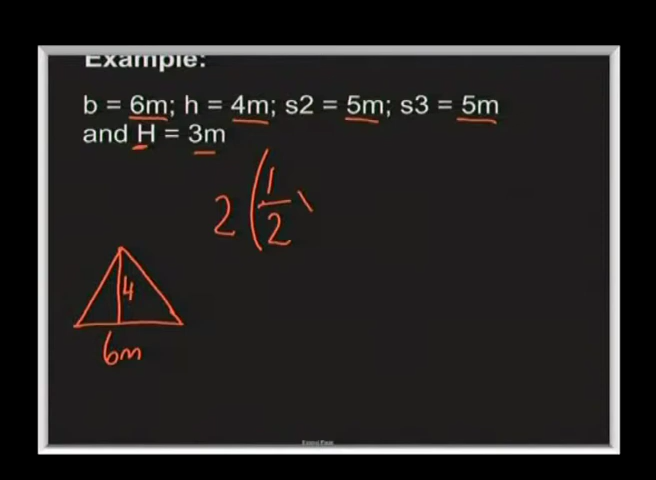 Example:
b = 6m; h = 4m; s2 = 5m; s3 = 5m
and H = 3m
2(1/2
4
6m